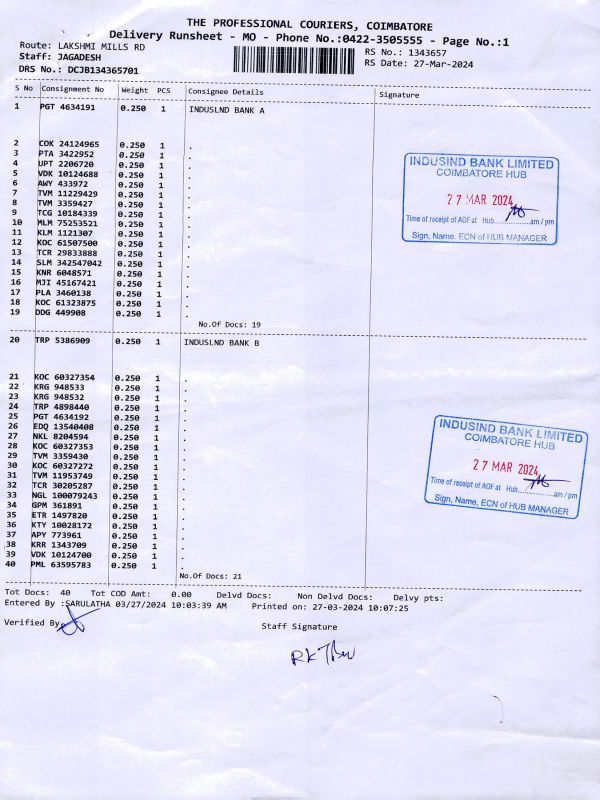 THE PROFESSIONAL COURIERS, COIMBATORE
Delivery Runsheet - MO - Phone No.:0422-3505555 - Page No.:1
Route: LAKSHMI MILLS RD
RS No.: 1343657
Staff: JAGADESH
RS Date: 27-Mar-2024
DRS No.: DCJB134365701
S No Consignment No Weight PCS Consignee Details Signature
1 PGT 4634191 0.250 1 INDUSLND BANK A
2 COK 24124965 0.250 1 .
3 PTA 3422952 0.250 1 .
4 UPT 2206720 0.250 1 .
5 VDK 10124688 0.250 1 .
6 AWY 433972 0.250 1 .
7 TVM 11229429 0.250 1 .
8 TVM 3359427 0.250 1 .
9 TCG 10184339 0.250 1 .
10 MLM 75253521 0.250 1 .
11 KLM 1121307 0.250 1 .
12 KOC 61507500 0.250 1 .
13 TCR 29833888 0.250 1 .
14 SLM 342547042 0.250 1 .
15 KNR 6048571 0.250 1 .
16 MJI 45167421 0.250 1 .
17 PLA 3460138 0.250 1 .
18 KOC 61323875 0.250 1 .
19 DDG 449908 0.250 1 .
No.Of Docs: 19
INDUSIND BANK LIMITED
COIMBATORE HUB
27 MAR 2024
Time of receipt of AOF at Hub..........am / pm
Sign, Name, ECN of HUB MANAGER
20 TRP 5386909 0.250 1 INDUSLND BANK B
21 KOC 60327354 0.250 1 .
22 KRG 948533 0.250 1 .
23 KRG 948532 0.250 1 .
24 TRP 4898440 0.250 1 .
25 PGT 4634192 0.250 1 .
26 EDQ 13540408 0.250 1 .
27 NKL 8204594 0.250 1 .
28 KOC 60327353 0.250 1 .
29 TVM 3359430 0.250 1 .
30 KOC 60327272 0.250 1 .
31 TVM 11953749 0.250 1 .
32 TCR 30205287 0.250 1 .
33 NGL 100079243 0.250 1 .
34 GPM 361891 0.250 1 .
35 ETR 1497820 0.250 1 .
36 KTY 10028172 0.250 1 .
37 APY 773961 0.250 1 .
38 KRR 1343709 0.250 1 .
39 VDK 10124700 0.250 1 .
40 PML 63595783 0.250 1 .
No.Of Docs: 21
INDUSIND BANK LIMITED
COIMBATORE HUB
27 MAR 2024
Time of receipt of AOF at Hub..........am / pm
Sign, Name, ECN of HUB MANAGER
Tot Docs: 40 Tot COD Amt: 0.00 Delvd Docs: Non Delvd Docs: Delvy pts:
Entered By :SARULATHA 03/27/2024 10:03:39 AM Printed on: 27-03-2024 10:07:25
Verified By
Staff Signature